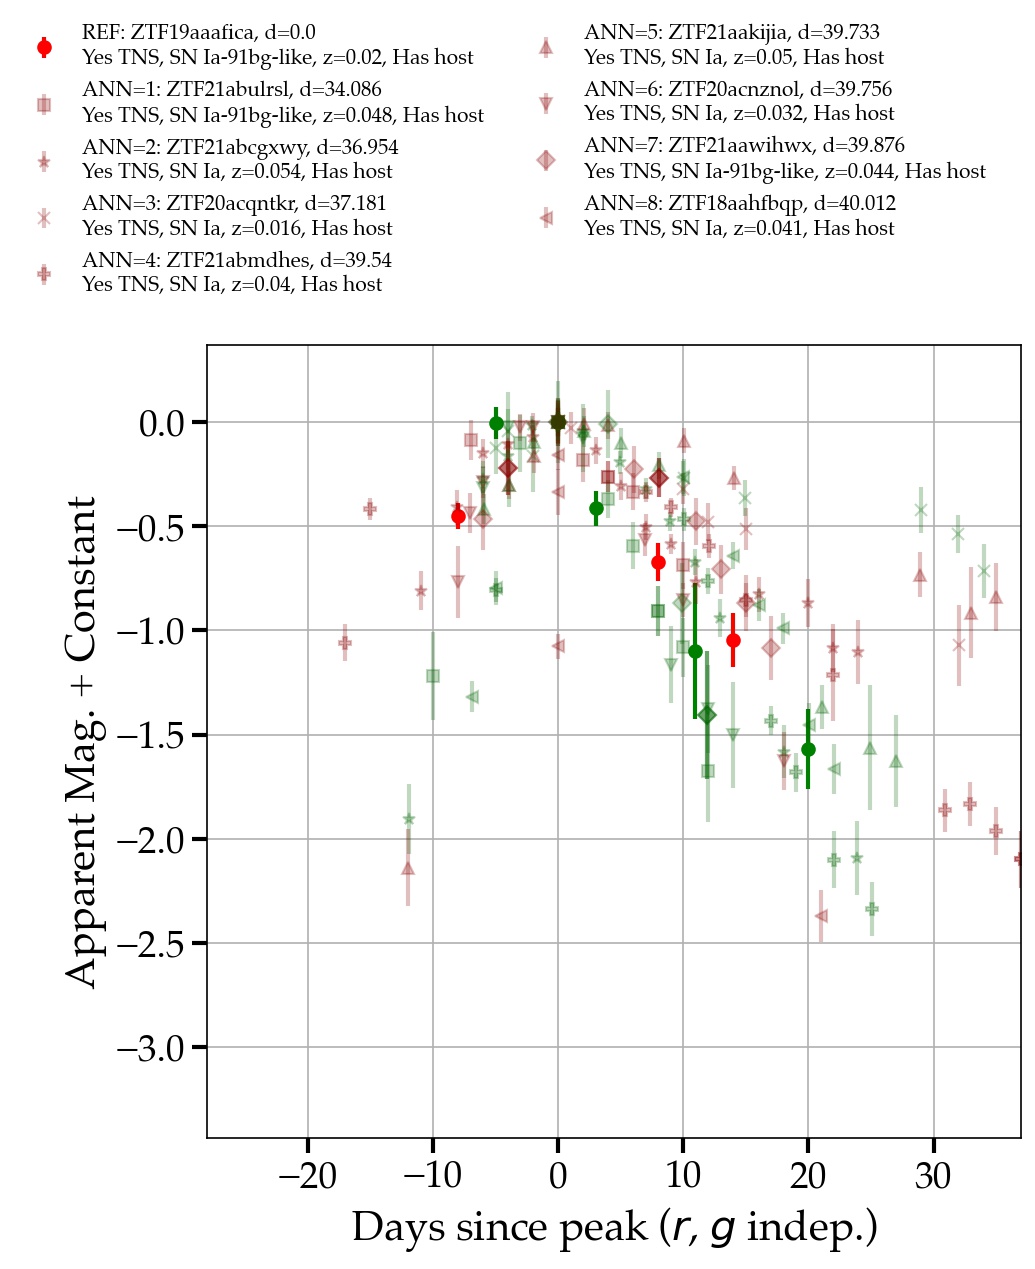 REF: ZTF19aaafica, d=0.0
Yes TNS, SN Ia-91bg-like, z=0.02, Has host
ANN=1: ZTF21abulrsl, d=34.086
Yes TNS, SN Ia-91bg-like, z=0.048, Has host
ANN=2: ZTF21abcgxwy, d=36.954
Yes TNS, SN Ia, z=0.054, Has host
ANN=3: ZTF20acqntkr, d=37.181
Yes TNS, SN Ia, z=0.016, Has host
ANN=4: ZTF21abmdhes, d=39.54
Yes TNS, SN Ia, z=0.04, Has host
ANN=5: ZTF21aakijia, d=39.733
Yes TNS, SN Ia, z=0.05, Has host
ANN=6: ZTF20acnznol, d=39.756
Yes TNS, SN Ia, z=0.032, Has host
ANN=7: ZTF21aawihwx, d=39.876
Yes TNS, SN Ia-91bg-like, z=0.044, Has host
ANN=8: ZTF18aahfbqp, d=40.012
Yes TNS, SN Ia, z=0.041, Has host
Apparent Mag. + Constant
0.0
−0.5
−1.0
−1.5
−2.0
−2.5
−3.0
−20 −10 0 10 20 30
Days since peak (r, g indep.)